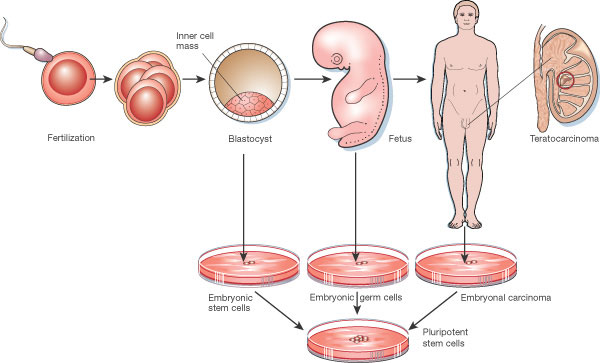 Inner cell
mass
Fertilization
Blastocyst
Fetus
Teratocarcinoma
Embryonic
stem cells
Embryonic germ cells
Embryonal carcinoma
Pluripotent
stem cells